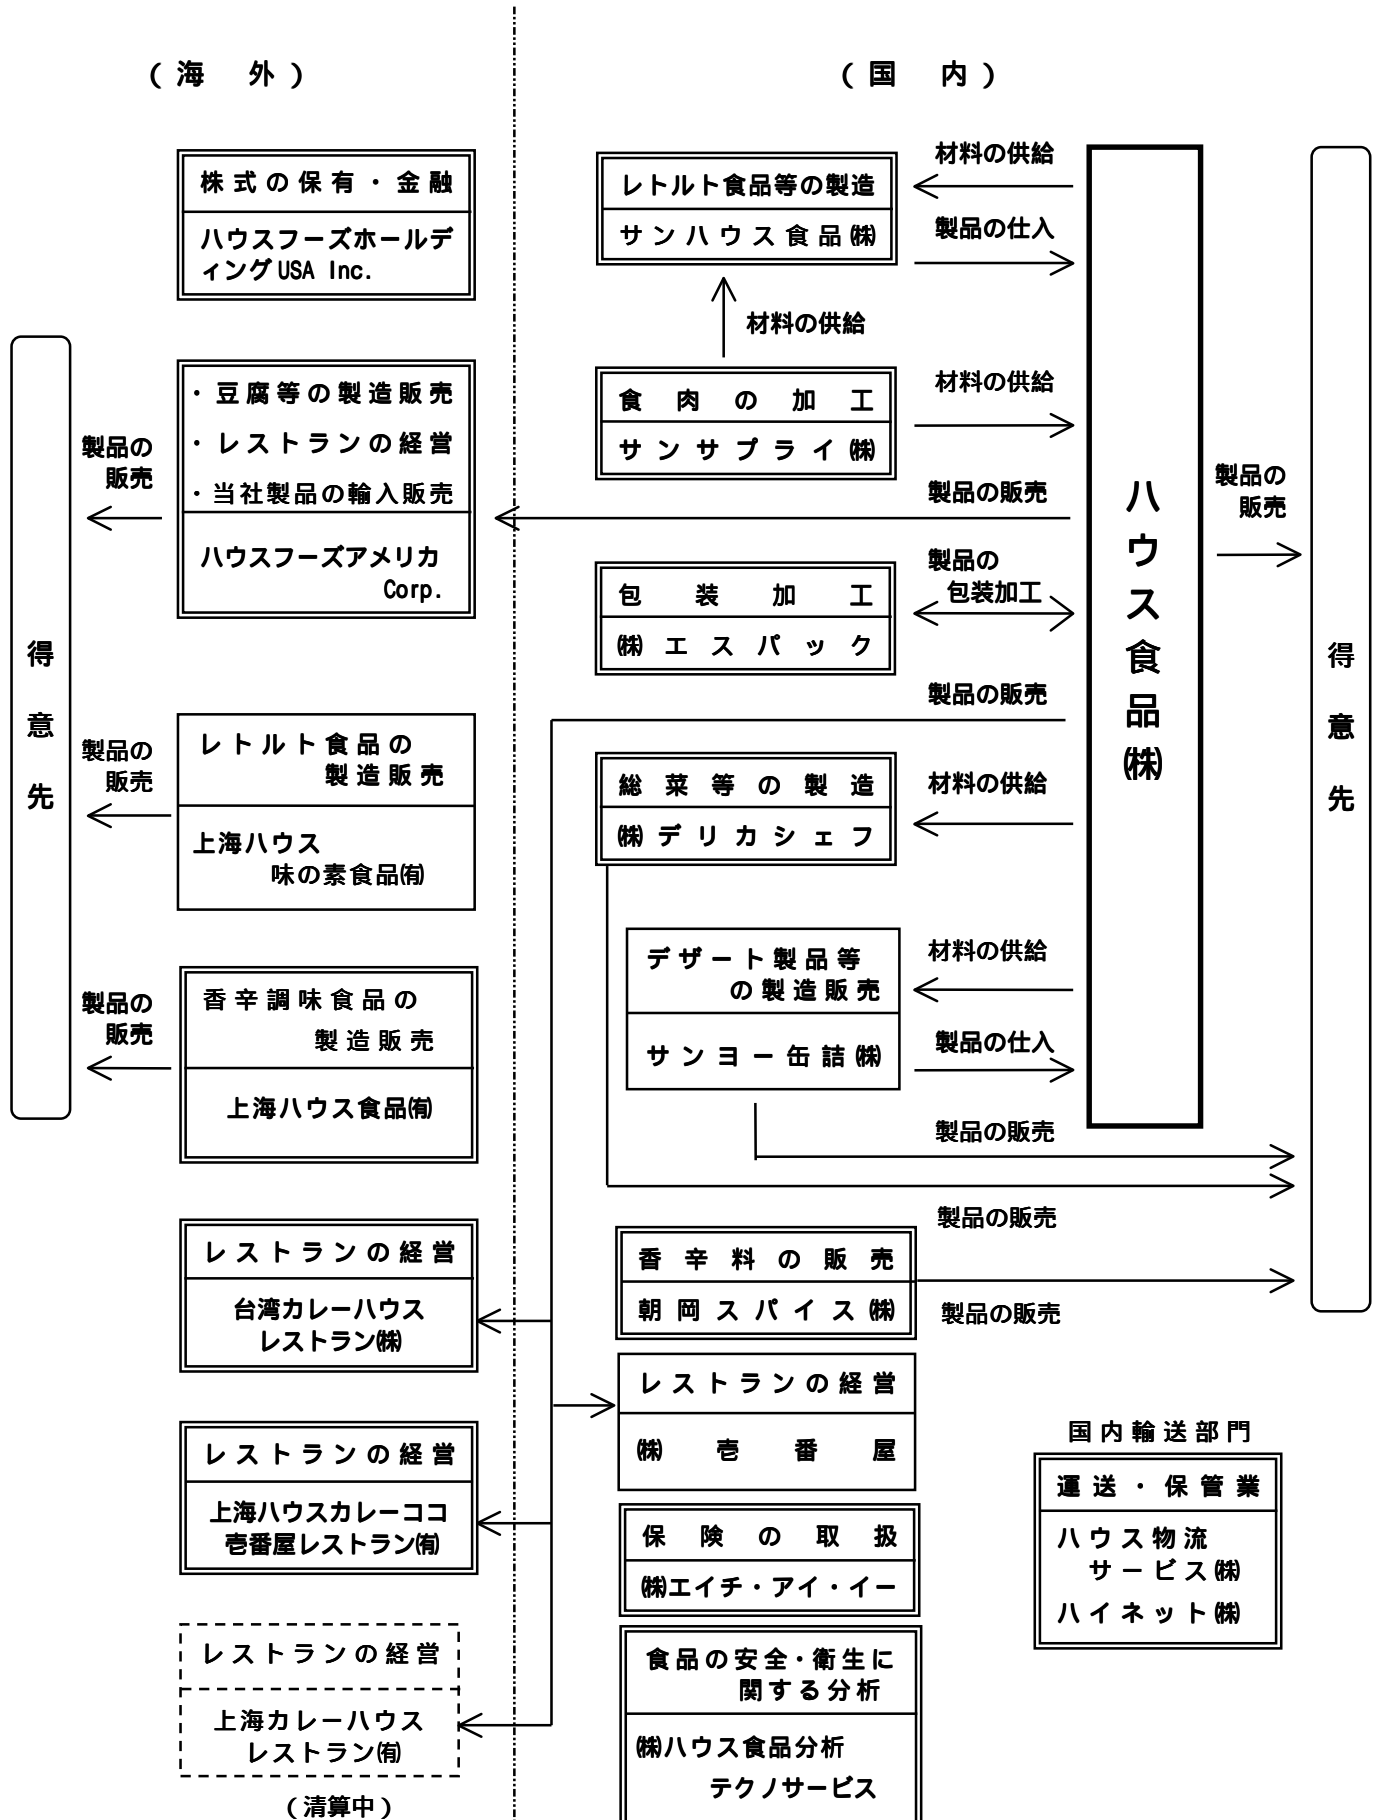 (海　外)
株式の保有・金融
ハウスフーズホールデ
ィングUSA Inc.
・豆腐等の製造販売
・レストランの経営
・当社製品の輸入販売
ハウスフーズアメリカ
Corp.
製品の
販売
得意先
レトルト食品の
製造販売
上海ハウス
味の素食品㈲
製品の
販売
香辛調味食品の
製造販売
上海ハウス食品㈲
製品の
販売
レストランの経営
台湾カレーハウス
レストラン㈱
レストランの経営
上海ハウスカレーココ
壱番屋レストラン㈲
レストランの経営
上海カレーハウス
レストラン㈲
(清算中)
(国　内)
レトルト食品等の製造
サンハウス食品㈱
材料の供給
製品の仕入
材料の供給
食肉の加工
サンサプライ㈱
材料の供給
製品の販売
包装加工
㈱エスパック
製品の
包装加工
製品の販売
総菜等の製造
㈱デリカシェフ
材料の供給
デザート製品等
の製造販売
サンヨー缶詰㈱
材料の供給
製品の仕入
製品の販売
製品の販売
香辛料の販売
朝岡スパイス㈱
製品の販売
レストランの経営
㈱壱番屋
保険の取扱
㈱エイチ・アイ・イー
食品の安全・衛生に
関する分析
㈱ハウス食品分析
テクノサービス
ハウス食品㈱
製品の
販売
得意先
国内輸送部門
運送・保管業
ハウス物流
サービス㈱
ハイネット㈱